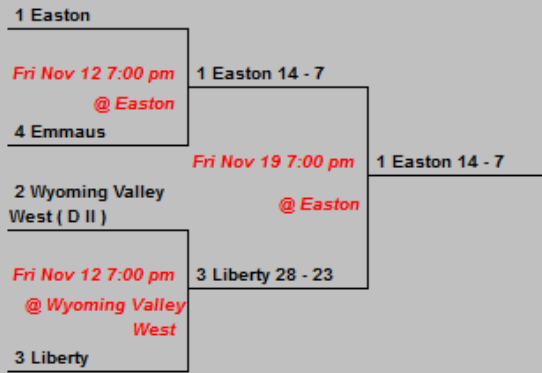 1 Easton
Fri Nov 12 7:00 pm
@ Easton
4 Emmaus
1 Easton 14 - 7
2 Wyoming Valley
West ( D II )
Fri Nov 12 7:00 pm
@ Wyoming Valley
West
3 Liberty
3 Liberty 28 - 23
Fri Nov 19 7:00 pm
@ Easton
1 Easton 14 - 7